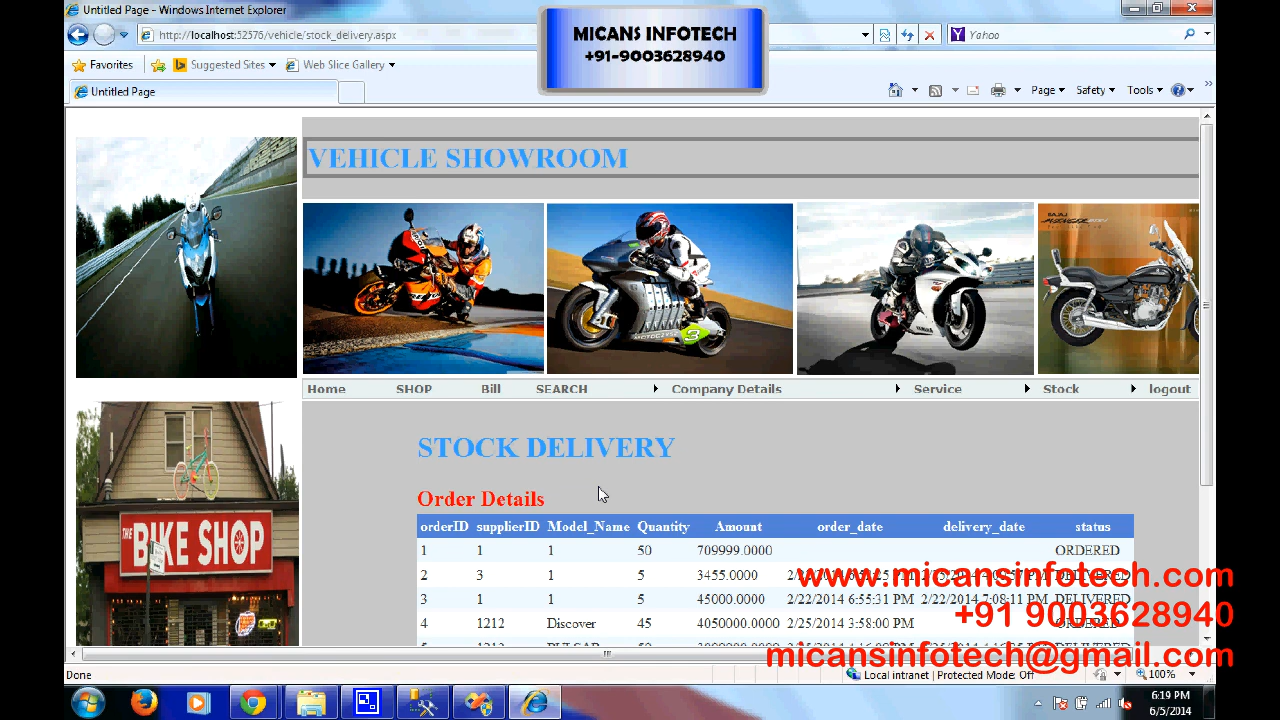 Untitled Page - Windows Internet Explorer
MICANS INFOTECH
+91-9003628940
http://localhost:52576/vehicle/stock_delivery.aspx
Yahoo
Favorites
Suggested Sites
Web Slice Gallery
Untitled Page
Page
Safety
Tools
VEHICLE SHOWROOM
Home SHOP Bill SEARCH Company Details Service Stock logout
THE BIKE SHOP
STOCK DELIVERY
Order Details
orderID supplierID Model_Name Quantity Amount order_date delivery_date status
1 1 1 50 709999.0000 ORDERED
2 3 1 5 3455.0000 DELIVERED
3 1 1 5 45000.0000 2/22/2014 6:55:31 PM 2/22/2014 7:08:11 PM DELIVERED
4 1212 Discover 45 4050000.0000 2/25/2014 3:58:00 PM ORDERED
www.micansinfotech.com
+91 9003628940
micansinfotech@gmail.com
Done
Local intranet | Protected Mode: Off
100%
6:19 PM
6/5/2014